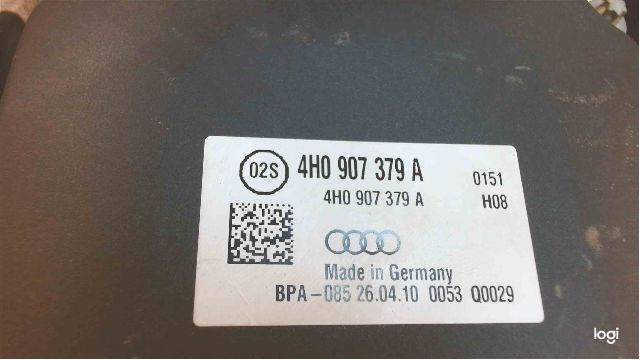 02S 4H0 907 379 A 0151
4H0 907 379 A H08
Made in Germany
BPA-085 26.04.10 0053 Q0029
logi